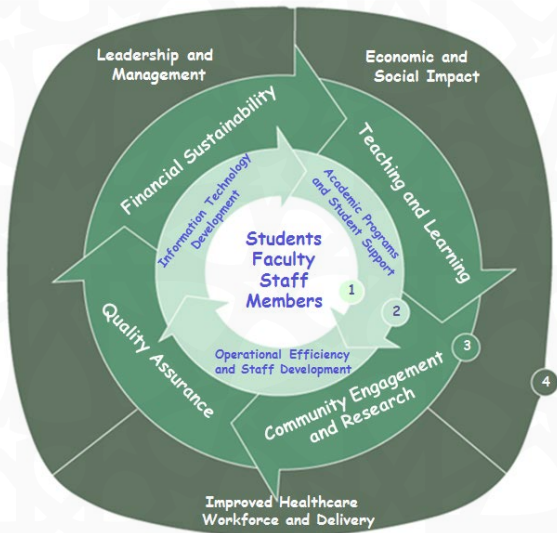 Leadership and
Management
Economic and
Social Impact
Financial Sustainability
Teaching and Learning
Information Technology
Development
Academic Programs
and Student Support
Students
Faculty
Staff
Members
1
2
3
4
Operational Efficiency
and Staff Development
Quality Assurance
Community Engagement
and Research
Improved Healthcare
Workforce and Delivery